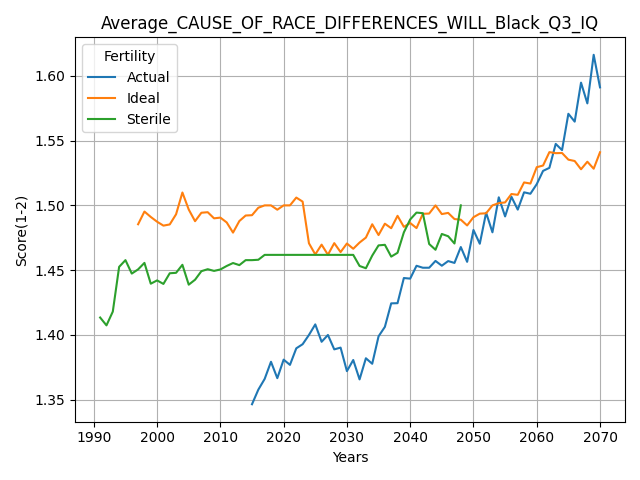 Average_CAUSE_OF_RACE_DIFFERENCES_WILL_Black_Q3_IQ
Fertility
Actual
Ideal
Sterile
Score(1-2)
1.60
1.55
1.50
1.45
1.40
1.35
1990 2000 2010 2020 2030 2040 2050 2060 2070
Years